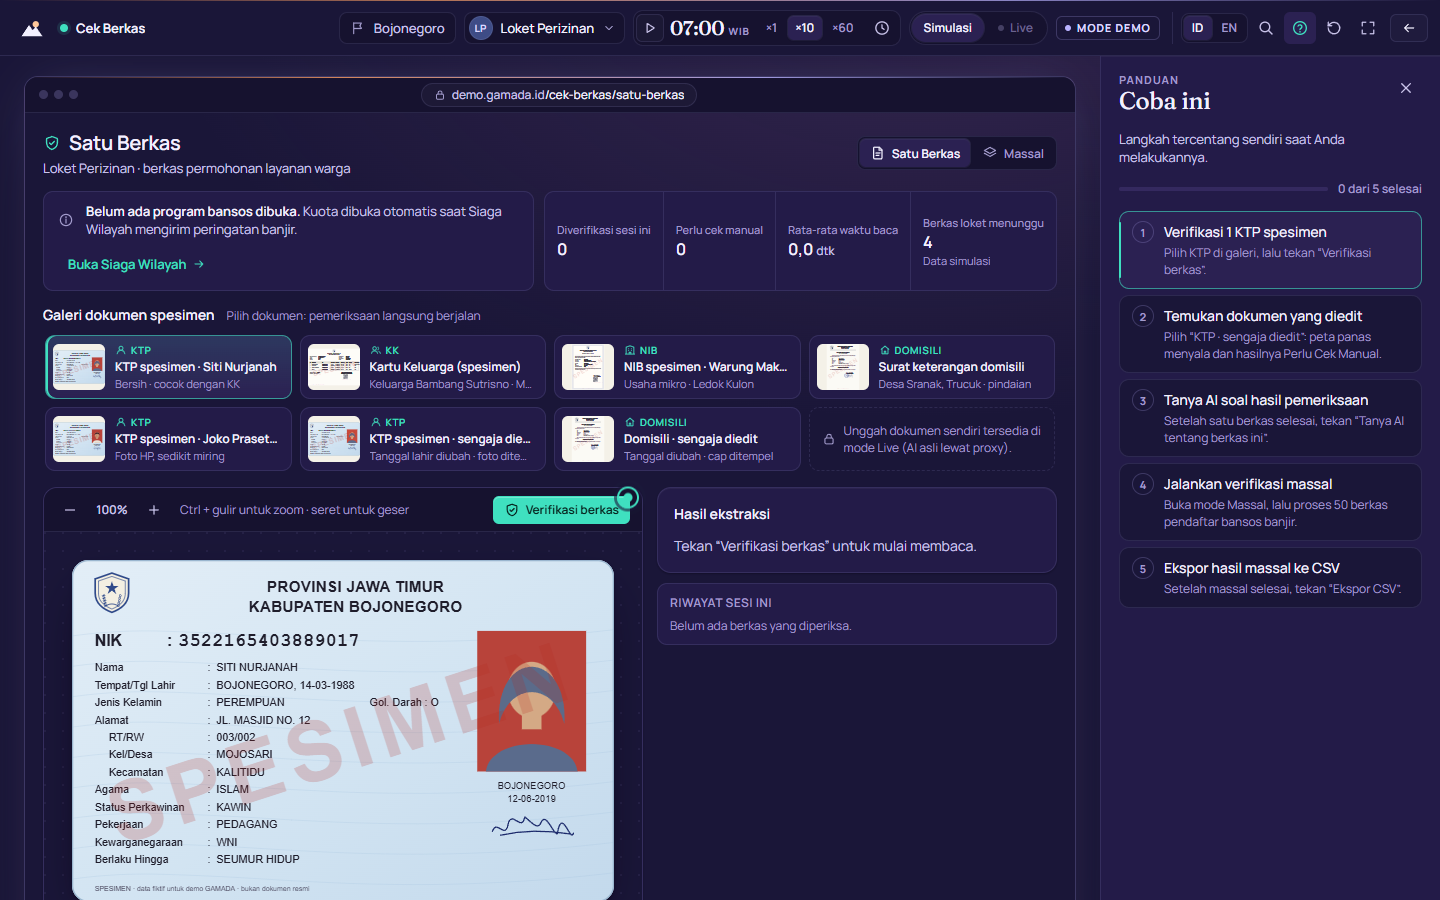 Cek Berkas
Bojonegoro
LP Loket Perizinan
07:00 WIB
×1 ×10 ×60
Simulasi
Live
MODE DEMO
ID EN
demo.gamada.id/cek-berkas/satu-berkas
Satu Berkas
Loket Perizinan · berkas permohonan layanan warga
Satu Berkas
Massal
Belum ada program bansos dibuka. Kuota dibuka otomatis saat Siaga
Wilayah mengirim peringatan banjir.
Buka Siaga Wilayah →
Diverifikasi sesi ini
0
Perlu cek manual
0
Rata-rata waktu baca
0,0 dtk
Berkas loket menunggu
4
Data simulasi
Galeri dokumen spesimen Pilih dokumen: pemeriksaan langsung berjalan
KTP
KTP spesimen · Siti Nurjanah
Bersih · cocok dengan KK
KK
Kartu Keluarga (spesimen)
Keluarga Bambang Sutrisno · M...
NIB
NIB spesimen · Warung Mak...
Usaha mikro · Ledok Kulon
DOMISILI
Surat keterangan domisili
Desa Sranak, Trucuk · pindaian
KTP
KTP spesimen · Joko Praset...
Foto HP, sedikit miring
KTP
KTP spesimen · sengaja die...
Tanggal lahir diubah · foto dite...
DOMISILI
Domisili · sengaja diedit
Tanggal diubah · cap ditempel
Unggah dokumen sendiri tersedia di
mode Live (AI asli lewat proxy).
− 100% + Ctrl + gulir untuk zoom · seret untuk geser
Verifikasi berkas
PROVINSI JAWA TIMUR
KABUPATEN BOJONEGORO
NIK : 3522165403889017
Nama : SITI NURJANAH
Tempat/Tgl Lahir : BOJONEGORO, 14-03-1988
Jenis Kelamin : PEREMPUAN Gol. Darah : O
Alamat : JL. MASJID NO. 12
RT/RW : 003/002
Kel/Desa : MOJOSARI
Kecamatan : KALITIDU
Agama : ISLAM
Status Perkawinan : KAWIN
Pekerjaan : PEDAGANG
Kewarganegaraan : WNI
Berlaku Hingga : SEUMUR HIDUP
BOJONEGORO
12-06-2019
SPESIMEN
SPESIMEN · data fiktif untuk demo GAMADA · bukan dokumen resmi
Hasil ekstraksi
Tekan “Verifikasi berkas” untuk mulai membaca.
RIWAYAT SESI INI
Belum ada berkas yang diperiksa.
PANDUAN
Coba ini
Langkah tercentang sendiri saat Anda
melakukannya.
0 dari 5 selesai
1 Verifikasi 1 KTP spesimen
Pilih KTP di galeri, lalu tekan “Verifikasi
berkas”.
2 Temukan dokumen yang diedit
Pilih “KTP · sengaja diedit”: peta panas
menyala dan hasilnya Perlu Cek Manual.
3 Tanya AI soal hasil pemeriksaan
Setelah satu berkas selesai, tekan “Tanya AI
tentang berkas ini”.
4 Jalankan verifikasi massal
Buka mode Massal, lalu proses 50 berkas
pendaftar bansos banjir.
5 Ekspor hasil massal ke CSV
Setelah massal selesai, tekan “Ekspor CSV”.